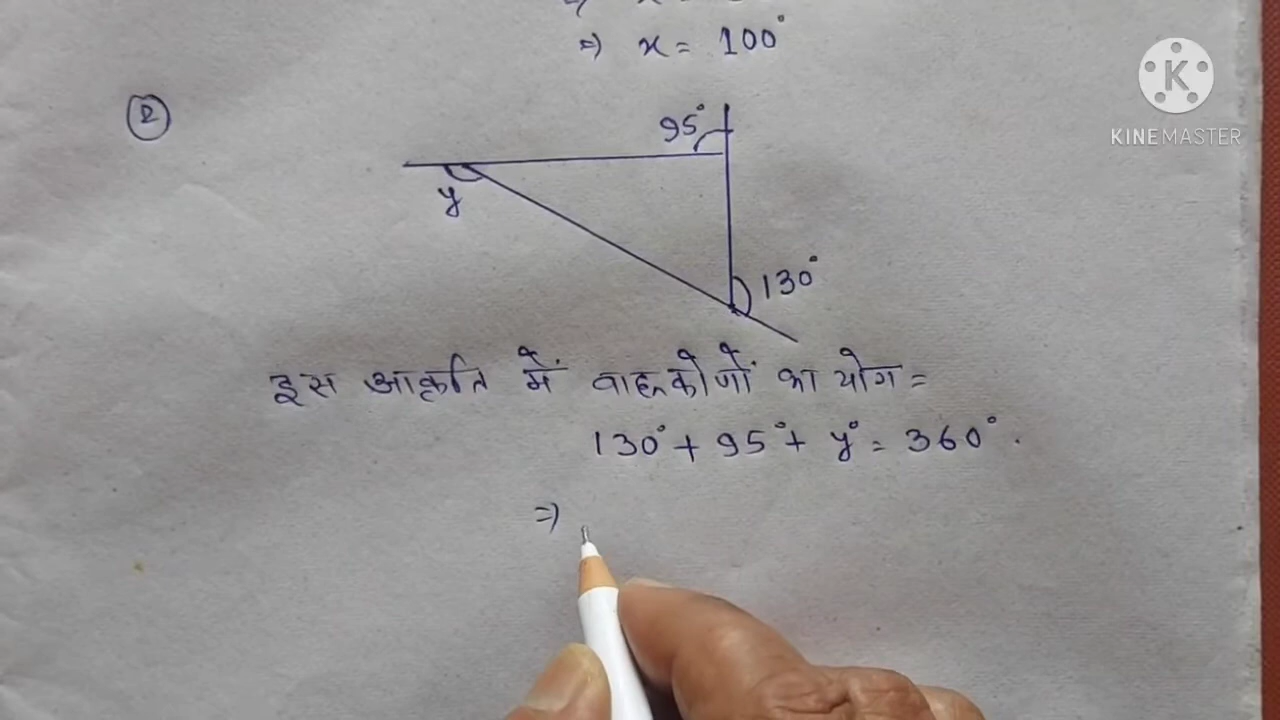 =) x = 100°
2
95°
y
130°
इस आकृति में वाह्यकोणों का योग =
130° + 95° + y° = 360°.
=)
K
KINEMASTER